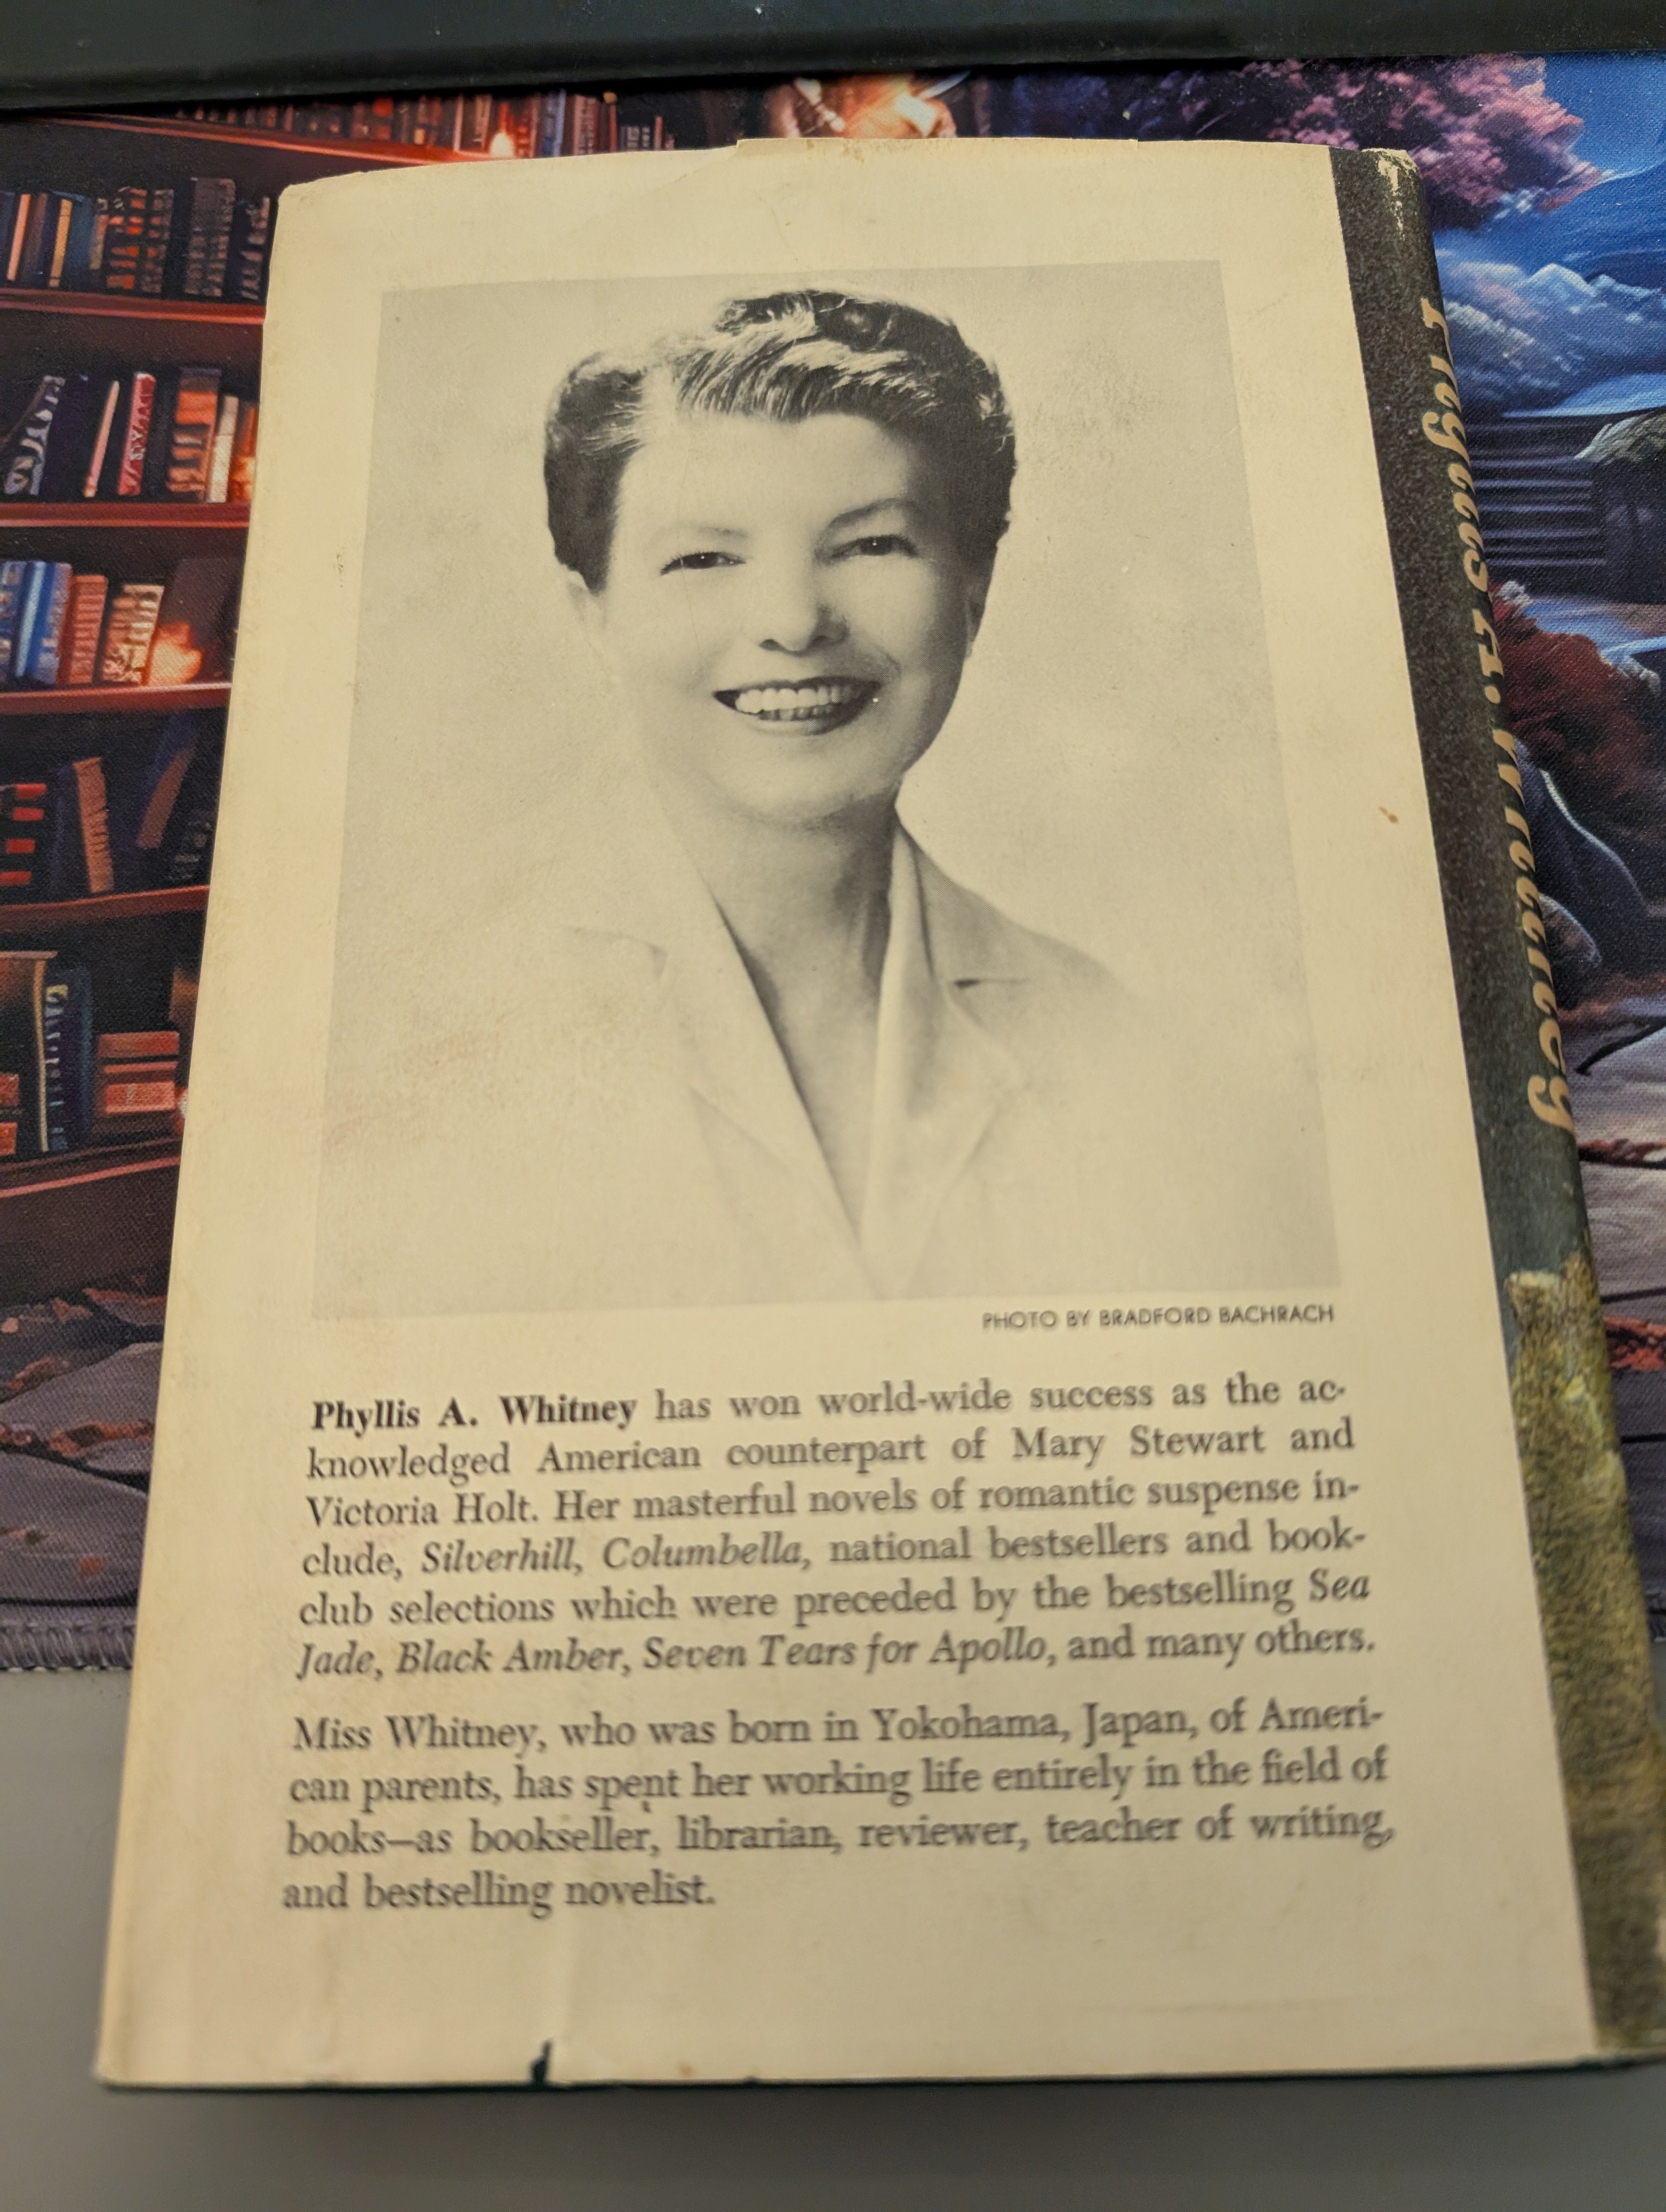 PHOTO BY BRADFORD BACHRACH
Phyllis A. Whitney has won world-wide success as the ac-
knowledged American counterpart of Mary Stewart and
Victoria Holt. Her masterful novels of romantic suspense in-
clude, Silverhill, Columbella, national bestsellers and book-
club selections which were preceded by the bestselling Sea
Jade, Black Amber, Seven Tears for Apollo, and many others.
Miss Whitney, who was born in Yokohama, Japan, of Ameri-
can parents, has spent her working life entirely in the field of
books—as bookseller, librarian, reviewer, teacher of writing,
and bestselling novelist.
Phyllis A. Whitney